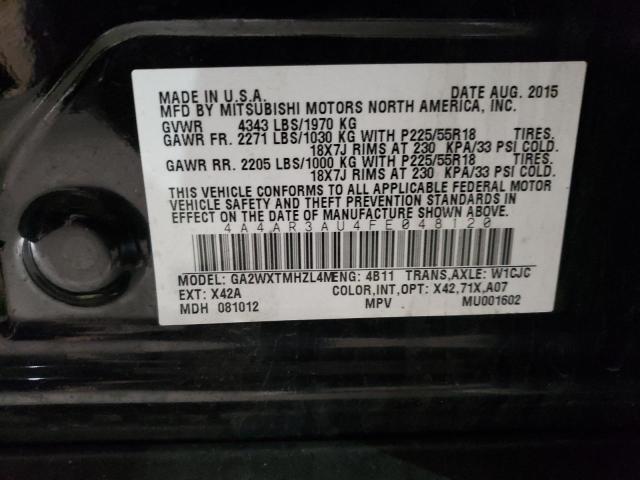 MADE IN U.S.A. DATE AUG. 2015
MFD BY MITSUBISHI MOTORS NORTH AMERICA, INC.
GVWR 4343 LBS/1970 KG
GAWR FR. 2271 LBS/1030 KG WITH P225/55R18 TIRES.
18X7J RIMS AT 230 KPA/33 PSI COLD.
GAWR RR. 2205 LBS/1000 KG WITH P225/55R18 TIRES.
18X7J RIMS AT 230 KPA/33 PSI COLD.
THIS VEHICLE CONFORMS TO ALL APPLICABLE FEDERAL MOTOR
VEHICLE SAFETY AND THEFT PREVENTION STANDARDS IN
EFFECT ON THE DATE OF MANUFACTURE SHOWN ABOVE.
4A4AR3AU4FE048120
MODEL: GA2WXTMHZL4M ENG: 4B11 TRANS,AXLE: W1CJC
EXT: X42A COLOR,INT,OPT: X42,71X,A07
MDH 081012 MPV MU001602